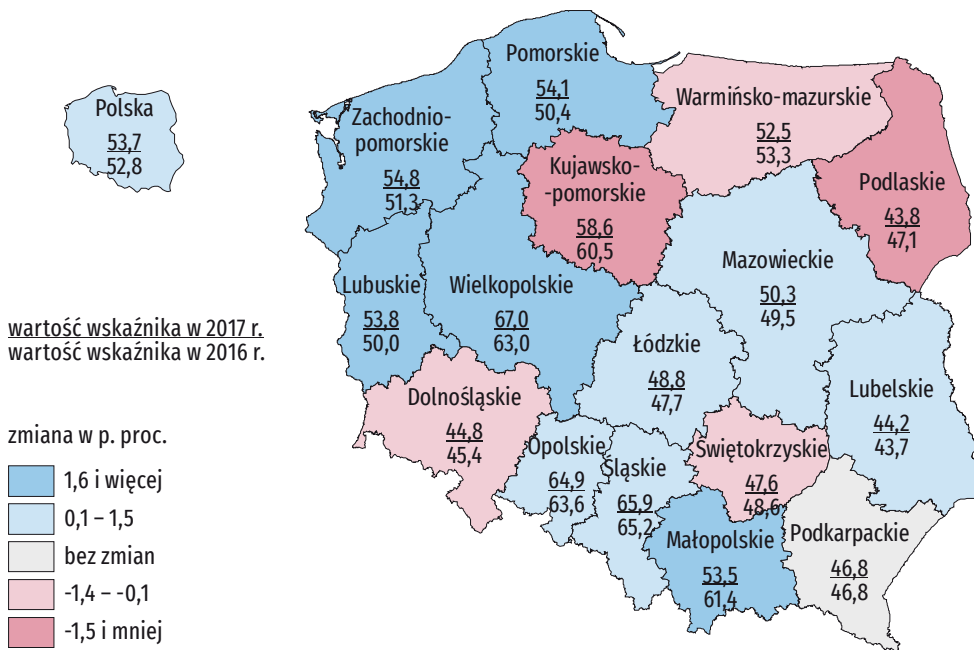 Polska
53,7
52,8
Pomorskie
54,1
50,4
Zachodnio-
pomorskie
54,8
51,3
Warmińsko-mazurskie
52,5
53,3
Kujawsko-
-pomorskie
58,6
60,5
Podlaskie
43,8
47,1
Lubuskie
53,8
50,0
Wielkopolskie
67,0
63,0
Mazowieckie
50,3
49,5
Łódzkie
48,8
47,7
Lubelskie
44,2
43,7
Dolnośląskie
44,8
45,4
Opolskie
64,9
63,6
Śląskie
65,9
65,2
Świętokrzyskie
47,6
48,6
Małopolskie
53,5
61,4
Podkarpackie
46,8
46,8
wartość wskaźnika w 2017 r.
wartość wskaźnika w 2016 r.
zmiana w p. proc.
1,6 i więcej
0,1 – 1,5
bez zmian
-1,4 – -0,1
-1,5 i mniej